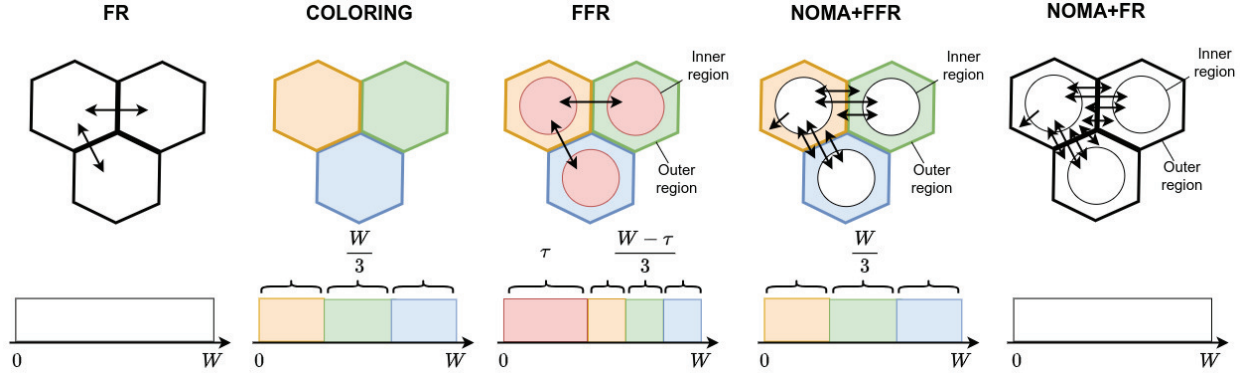 FR
COLORING
FFR
NOMA+FFR
NOMA+FR
Inner
region
Outer
region
Inner
region
Outer
region
Inner
region
Outer
region
W
3
τ
W − τ
3
W
3
0
W
0
W
0
W
0
W
0
W